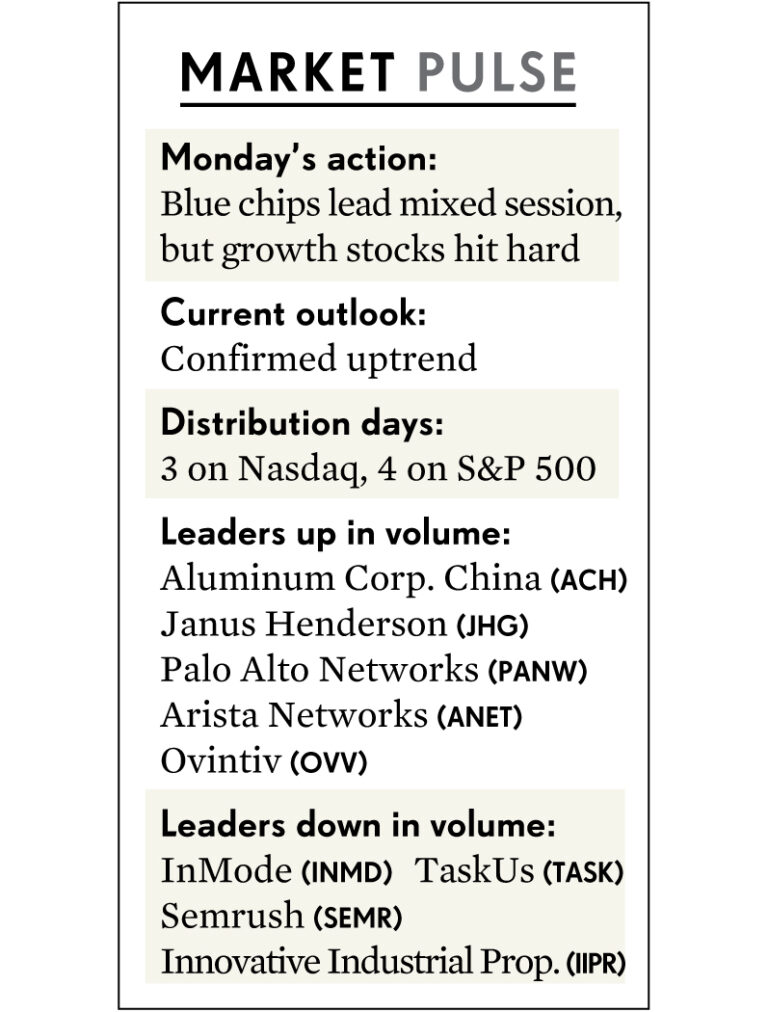 MARKET PULSE
Monday’s action:
Blue chips lead mixed session,
but growth stocks hit hard
Current outlook:
Confirmed uptrend
Distribution days:
3 on Nasdaq, 4 on S&P 500
Leaders up in volume:
Aluminum Corp. China (ACH)
Janus Henderson (JHG)
Palo Alto Networks (PANW)
Arista Networks (ANET)
Ovintiv (OVV)
Leaders down in volume:
InMode (INMD) TaskUs (TASK)
Semrush (SEMR)
Innovative Industrial Prop. (IIPR)